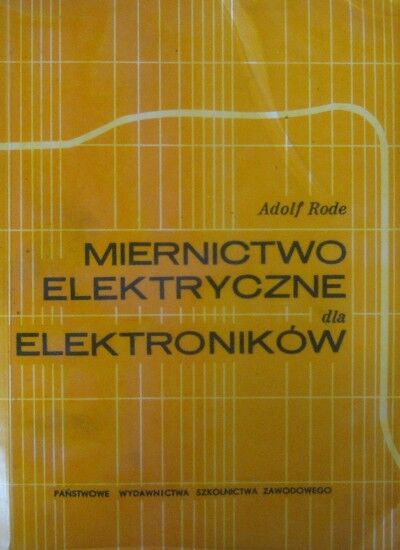 Adolf Rode
MIERNICTWO
ELEKTRYCZNE
dla
ELEKTRONIKÓW
PAŃSTWOWE WYDAWNICTWA SZKOLNICTWA ZAWODOWEGO